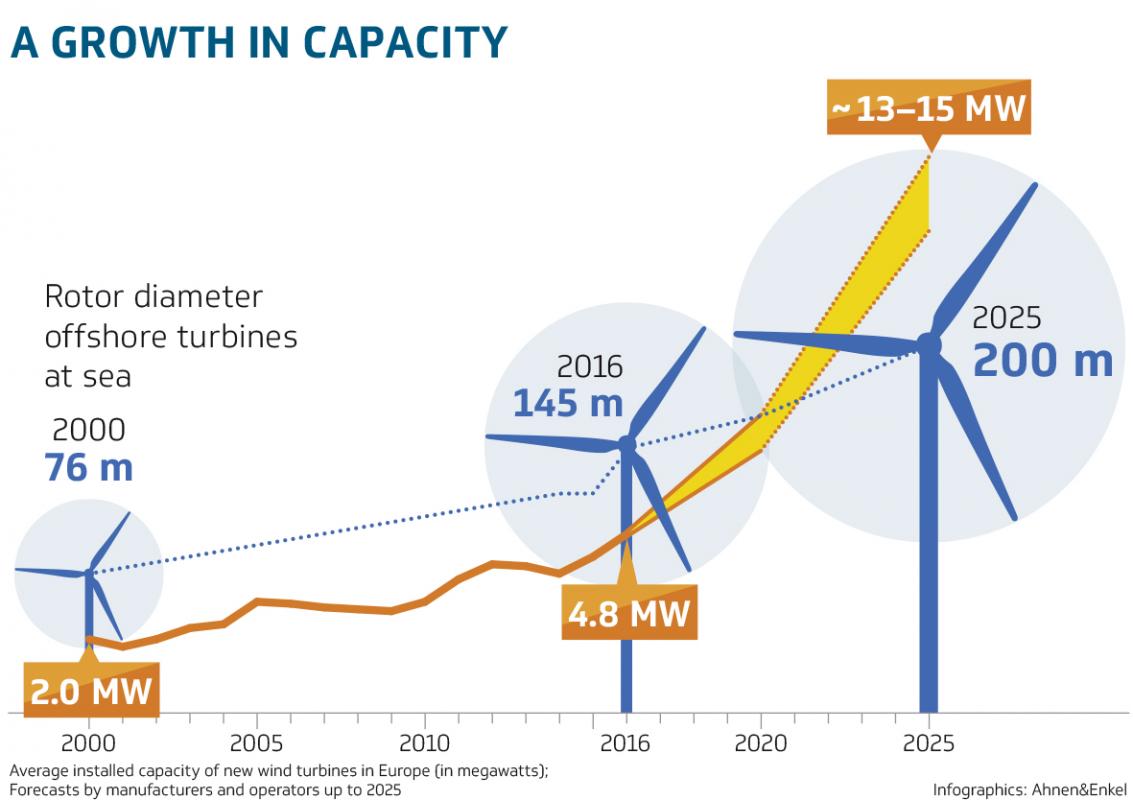 A GROWTH IN CAPACITY
~ 13–15 MW
Rotor diameter
offshore turbines
at sea
2000
76 m
2016
145 m
2025
200 m
2.0 MW
4.8 MW
2000
2005
2010
2016
2020
2025
Average installed capacity of new wind turbines in Europe (in megawatts);
Forecasts by manufacturers and operators up to 2025
Infographics: Ahnen&Enkel